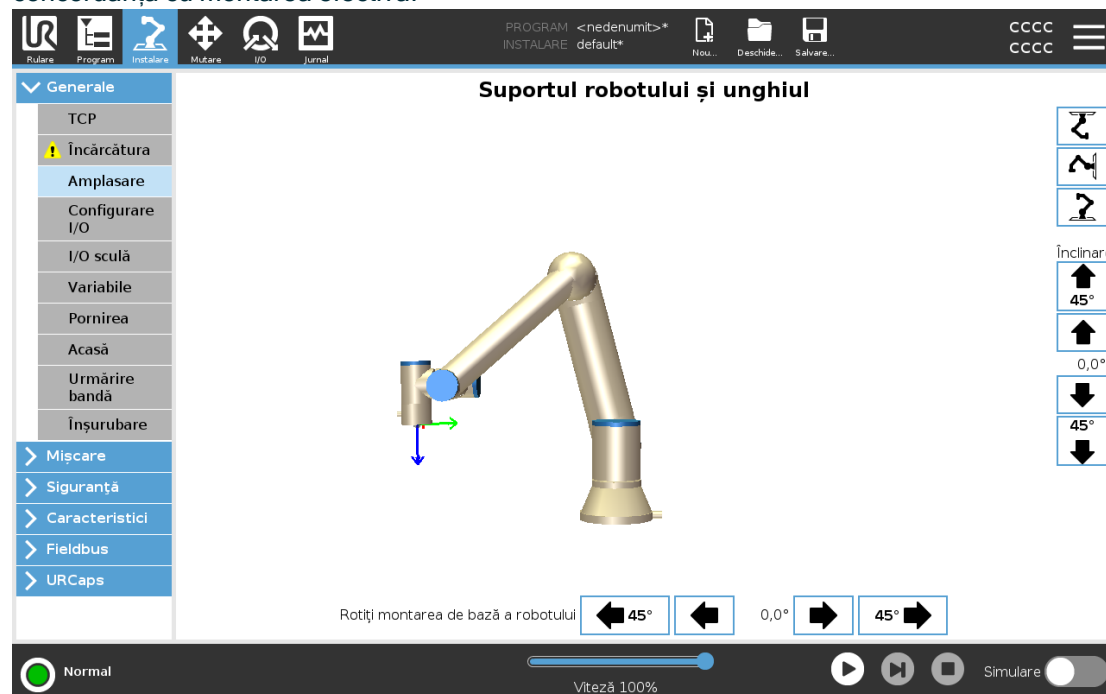 concordanță cu montarea efectivă.
PROGRAM <nedenumit>*
INSTALARE default*
CCCC
CCCC
Rulare Program Instalare Mutare I/O Jurnal Nou... Deschide... Salvare...
Generale
Suportul robotului și unghiul
TCP
Încărcătura
Amplasare
Configurare
I/O
I/O sculă
Variabile
Pornirea
Acasă
Urmărire
bandă
Înșurubare
Mișcare
Siguranță
Caracteristici
Fieldbus
URCaps
Înclinar
45°
0,0°
45°
Rotiți montarea de bază a robotului 45° 0,0° 45°
Normal
Viteză 100%
Simulare